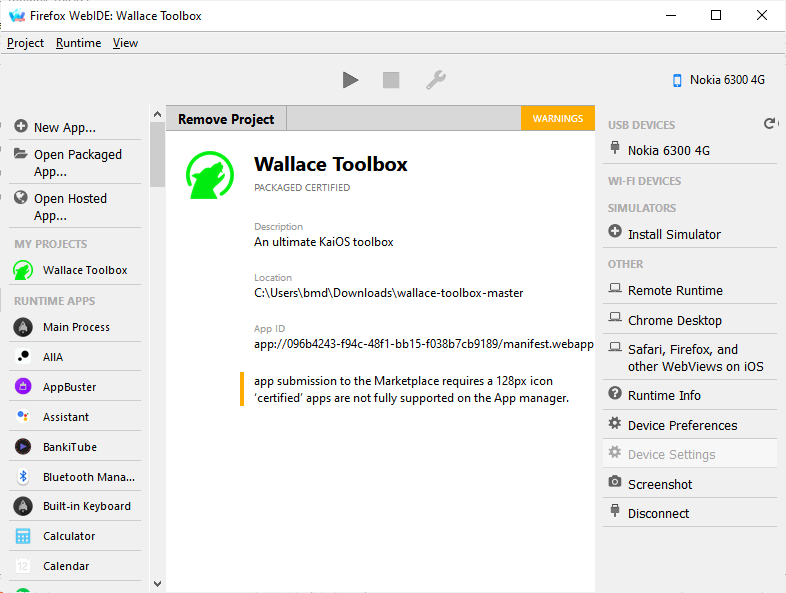 Firefox WebIDE: Wallace Toolbox
Project Runtime View
Nokia 6300 4G
New App...
Open Packaged
App...
Open Hosted
App...
MY PROJECTS
Wallace Toolbox
RUNTIME APPS
Main Process
AIIA
AppBuster
Assistant
BankiTube
Bluetooth Mana...
Built-in Keyboard
Calculator
12
Calendar
Remove Project
WARNINGS
Wallace Toolbox
PACKAGED CERTIFIED
Description
An ultimate KaiOS toolbox
Location
C:\Users\bmd\Downloads\wallace-toolbox-master
App ID
app://096b4243-f94c-48f1-bb15-f038b7cb9189/manifest.webapp
app submission to the Marketplace requires a 128px icon
‘certified’ apps are not fully supported on the App manager.
USB DEVICES
Nokia 6300 4G
WI-FI DEVICES
SIMULATORS
Install Simulator
OTHER
Remote Runtime
Chrome Desktop
Safari, Firefox, and
other WebViews on iOS
Runtime Info
Device Preferences
Device Settings
Screenshot
Disconnect